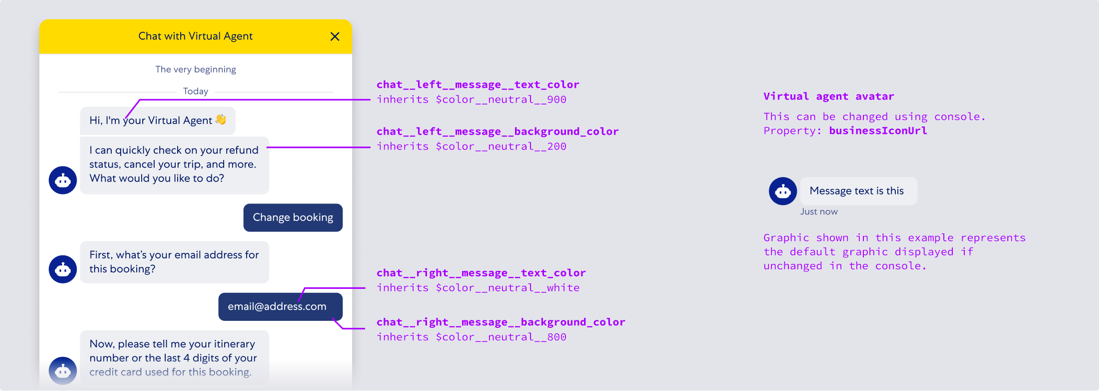 Chat with Virtual Agent
The very beginning
Today
Hi, I'm your Virtual Agent 👋
I can quickly check on your refund
status, cancel your trip, and more.
What would you like to do?
Change booking
First, what's your email address for
this booking?
email@address.com
Now, please tell me your itinerary
number or the last 4 digits of your
credit card used for this booking.
chat__left__message__text_color
inherits $color__neutral__900
chat__left__message__background_color
inherits $color__neutral__200
chat__right__message__text_color
inherits $color__neutral__white
chat__right__message__background_color
inherits $color__neutral__800
Virtual agent avatar
This can be changed using console.
Property: businessIconUrl
Message text is this
Just now
Graphic shown in this example represents
the default graphic displayed if
unchanged in the console.